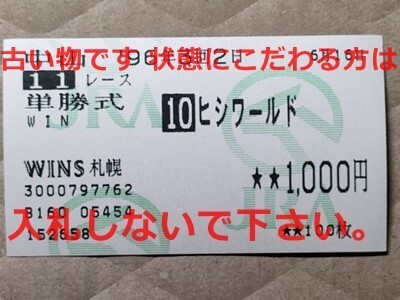 古い物です 状態にこだわる方は
11 レース
単勝式
WIN
10 ヒシワールド
JRA
WINS 札幌
★★1,000円
3000797762
入札しないで下さい。
152658
★★100枚